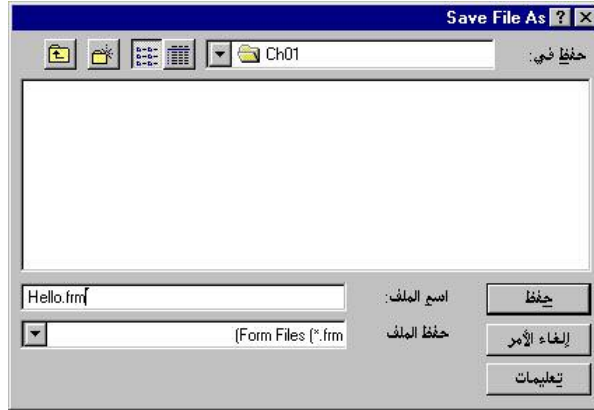 Save File As
حفظ في:
Ch01
اسم الملف:
Hello.frm
حفظ
حفظ الملف
(Form Files (*.frm
إلغاء الأمر
تعليمات